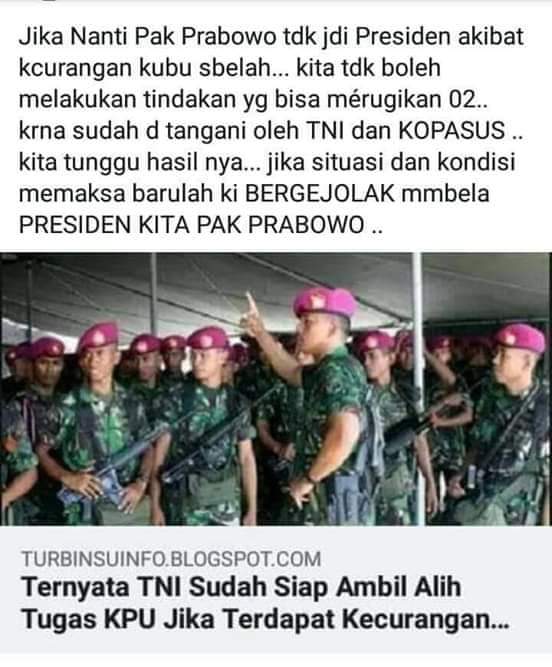 Jika Nanti Pak Prabowo tdk jdi Presiden akibat
kcurangan kubu sbelah... kita tdk boleh
melakukan tindakan yg bisa mérugikan 02..
krna sudah d tangani oleh TNI dan KOPASUS ..
kita tunggu hasil nya... jika situasi dan kondisi
memaksa barulah ki BERGEJOLAK mmbela
PRESIDEN KITA PAK PRABOWO ..
TURBINSUINFO.BLOGSPOT.COM
Ternyata TNI Sudah Siap Ambil Alih
Tugas KPU Jika Terdapat Kecurangan...